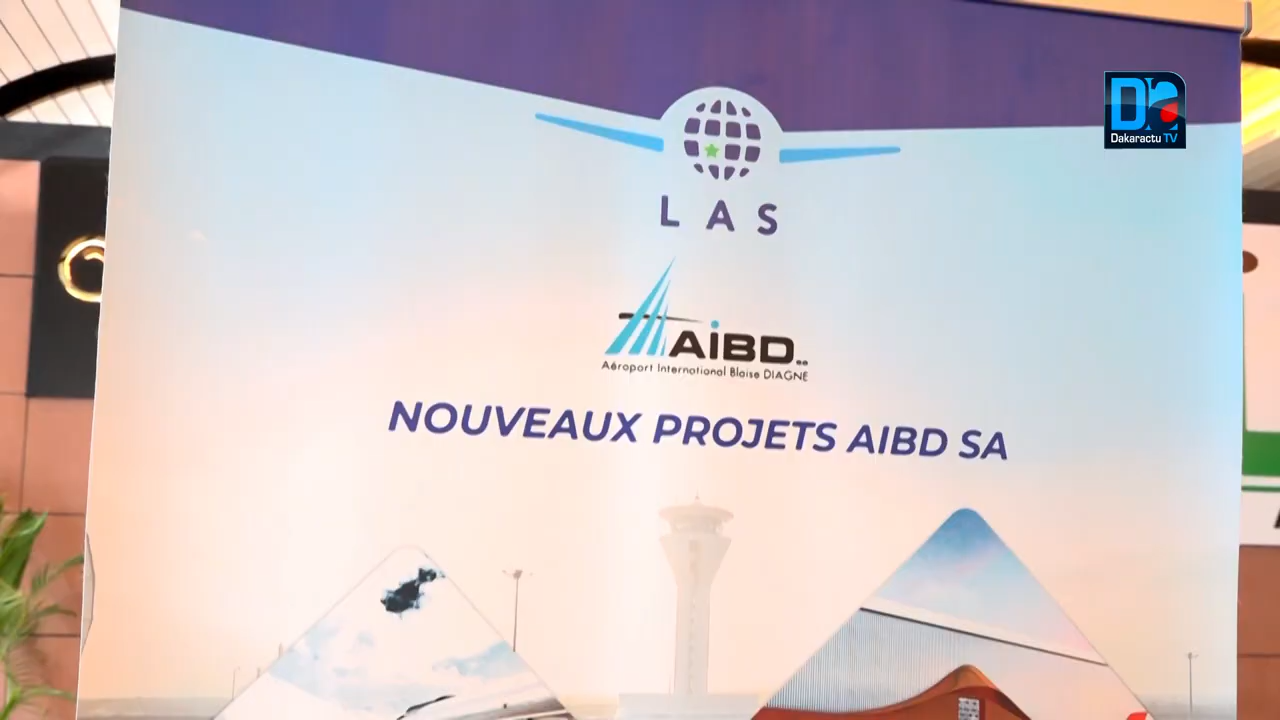 Dakaractu TV
LAS
AIBD
Aéroport International Blaise DIAGNE
NOUVEAUX PROJETS AIBD SA